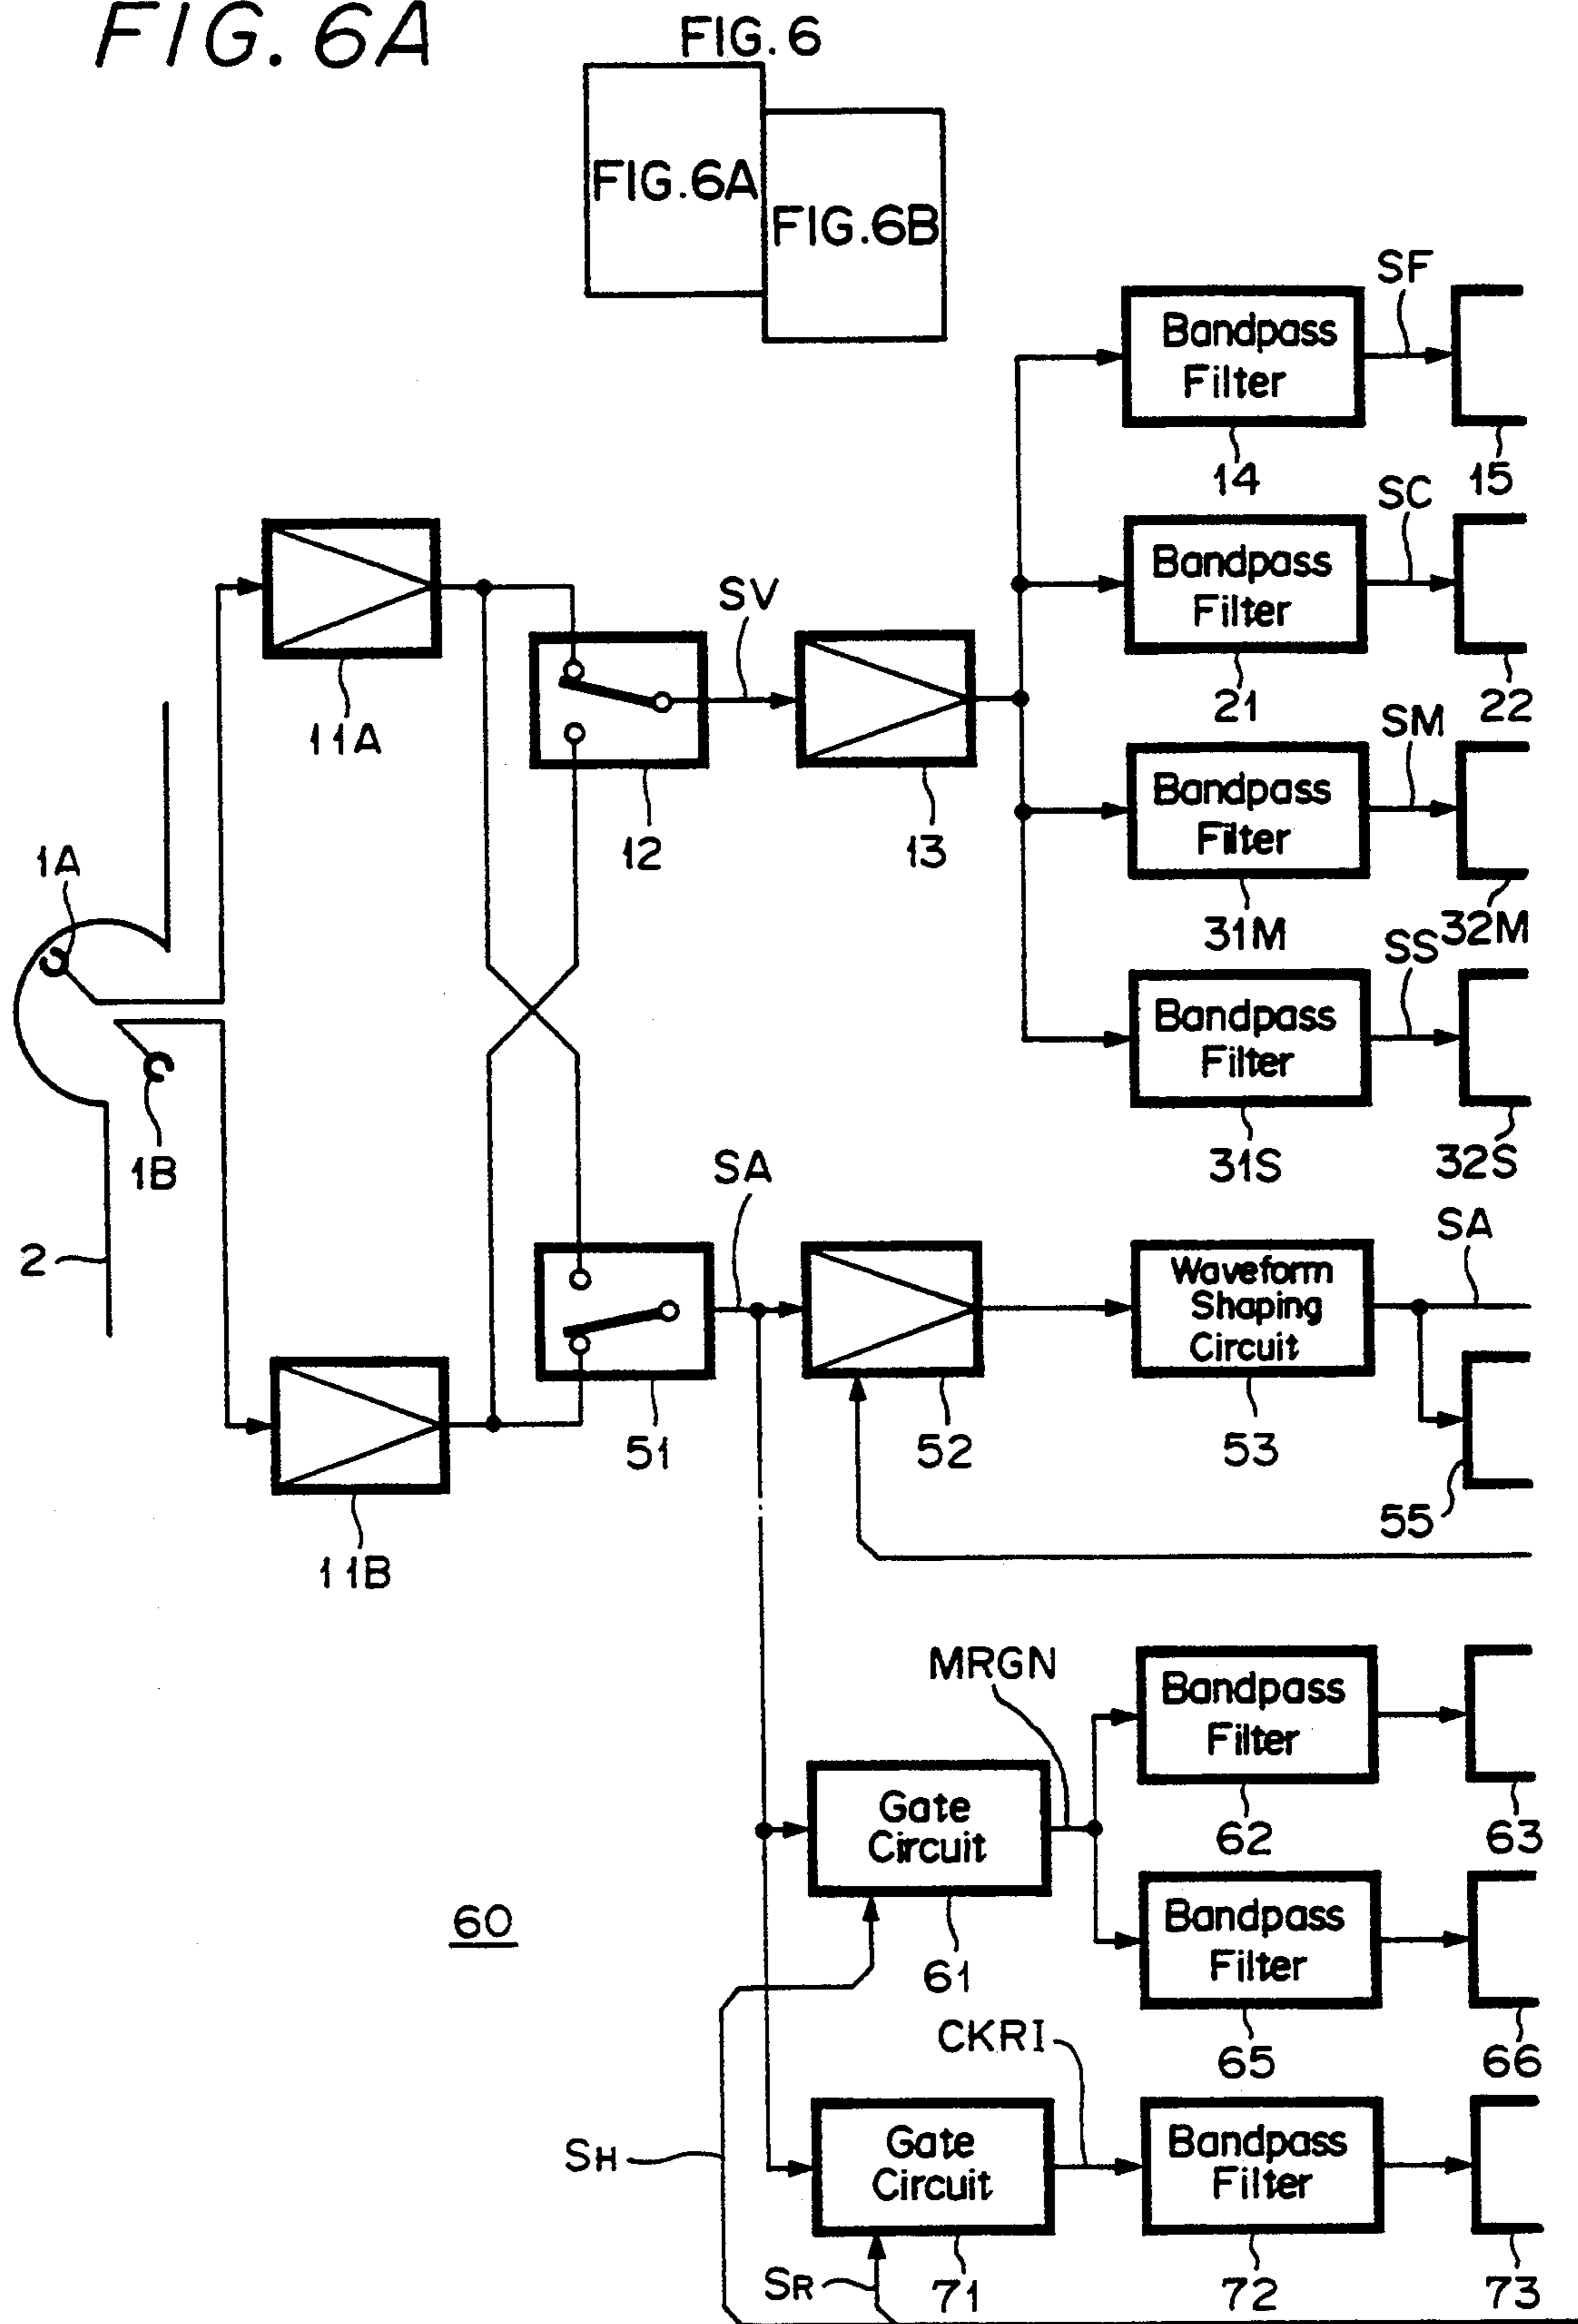 FIG. 6A
FIG. 6
FIG.6A
FIG.6B
SF
Bandpass
Filter
14
15
SC
Bandpass
Filter
21
22
11A
SV
12
13
SM
Bandpass
Filter
31M
32M
1A
SS
Bandpass
Filter
31S
32S
1B
2
SA
51
52
Waveform
Shaping
Circuit
53
SA
55
11B
MRGN
Bandpass
Filter
62
63
Gate
Circuit
61
Bandpass
Filter
65
66
60
CKRI
SH
Gate
Circuit
71
Bandpass
Filter
72
73
SR